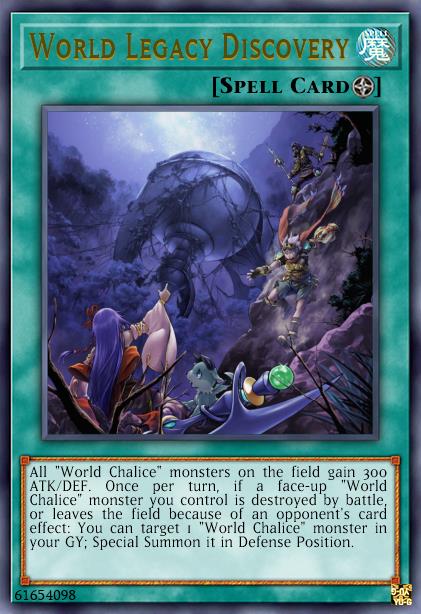 World Legacy Discovery
SPELL
魔
[Spell Card]
All "World Chalice" monsters on the field gain 300
ATK/DEF. Once per turn, if a face-up "World
Chalice" monster you control is destroyed by battle,
or leaves the field because of an opponent's card
effect: You can target 1 "World Chalice" monster in
your GY; Special Summon it in Defense Position.
61654098